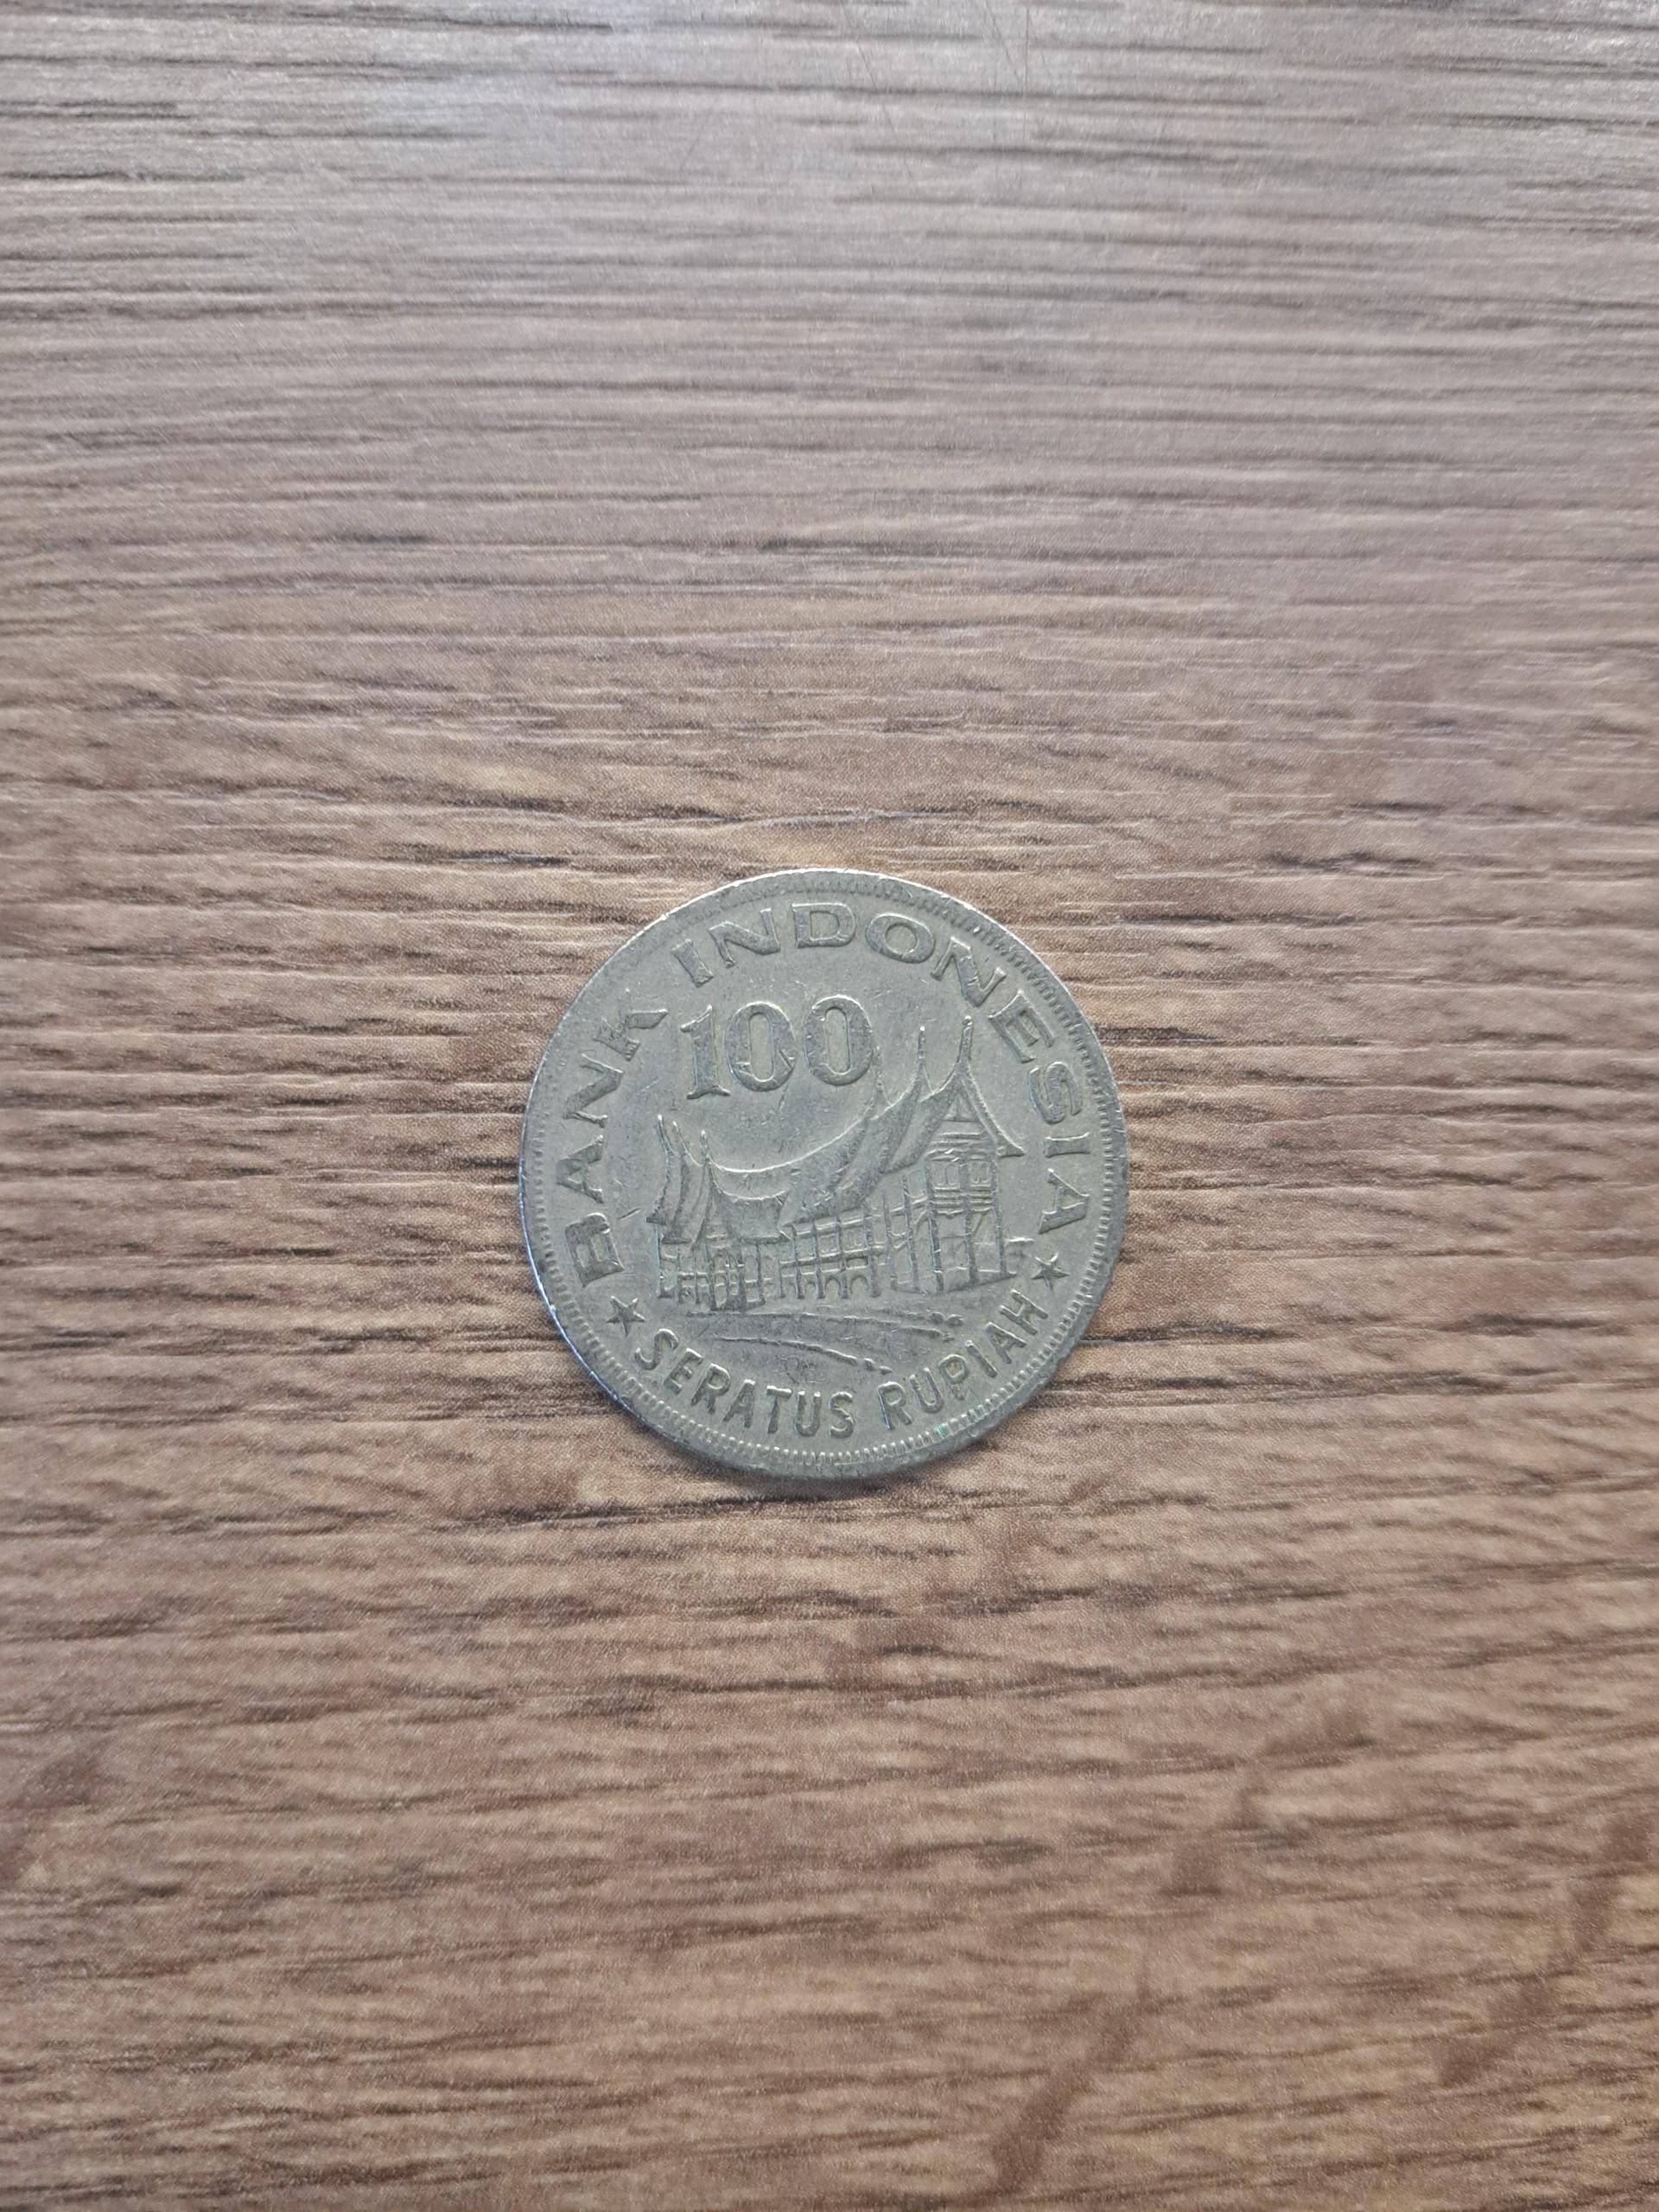 BANK INDONESIA
100
★ SERATUS RUPIAH ★